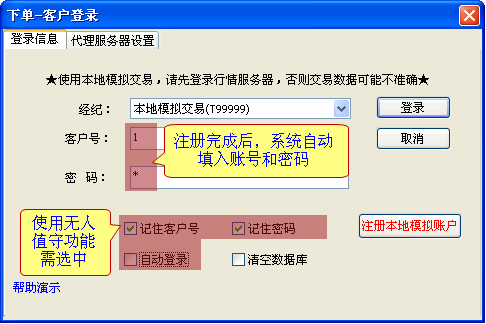 下单-客户登录
登录信息 代理服务器设置
★使用本地模拟交易，请先登录行情服务器，否则交易数据可能不准确★
经纪： 本地模拟交易(T99999) 登录
客户号： 1 取消
注册完成后，系统自动
填入账号和密码
密 码： *
使用无人
值守功能
需选中
记住客户号 记住密码 注册本地模拟账户
自动登录 清空数据库
帮助演示